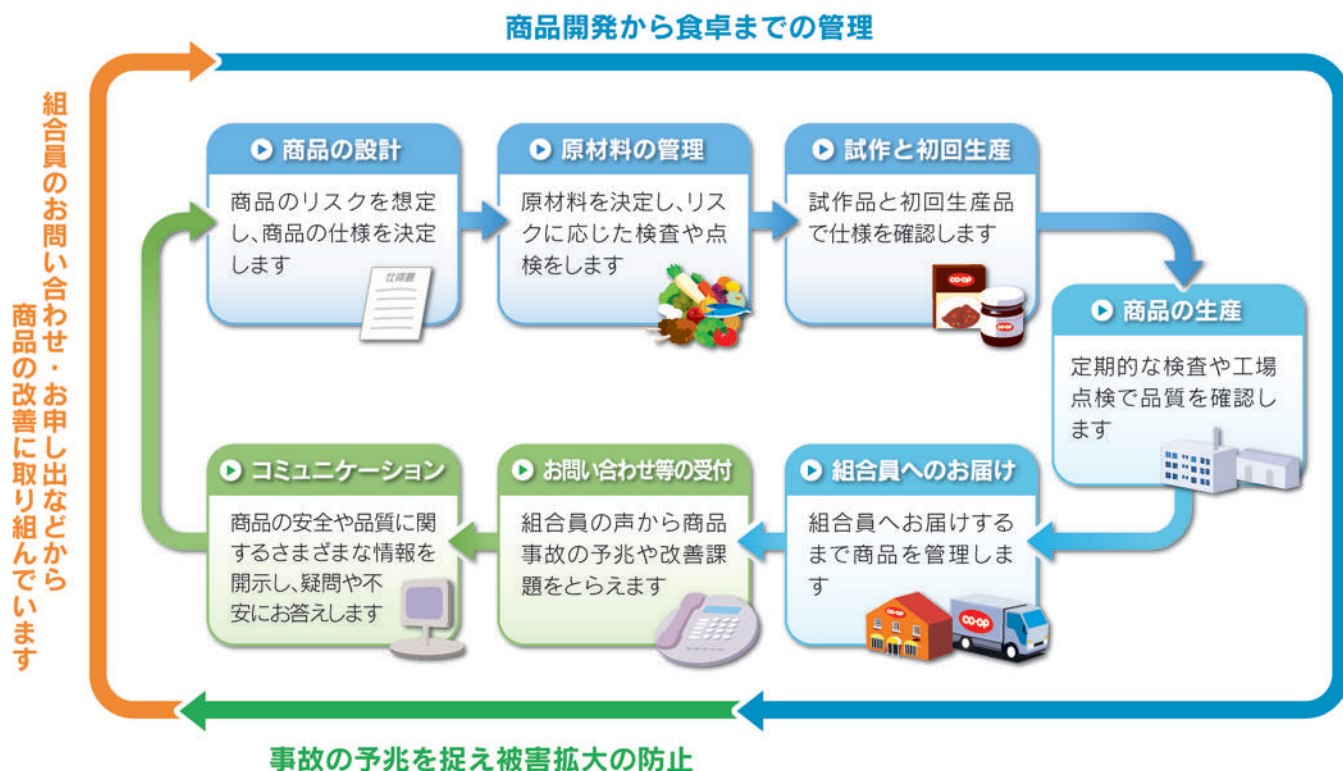 商品開発から食卓までの管理
組合員のお問い合わせ・お申し出などから
商品の改善に取り組んでいます
商品の設計
商品のリスクを想定
し、商品の仕様を決定
します
仕様書
原材料の管理
原材料を決定し、リス
クに応じた検査や点
検をします
試作と初回生産
試作品と初回生産品
で仕様を確認します
CO・OP
CO・OP
商品の生産
定期的な検査や工場
点検で品質を確認し
ます
組合員へのお届け
組合員へお届けする
まで商品を管理しま
す
CO・OP
CO・OP
お問い合わせ等の受付
組合員の声から商品
事故の予兆や改善課
題をとらえます
コミュニケーション
商品の安全や品質に関
するさまざまな情報を
開示し、疑問や不
安にお答えします
事故の予兆を捉え被害拡大の防止